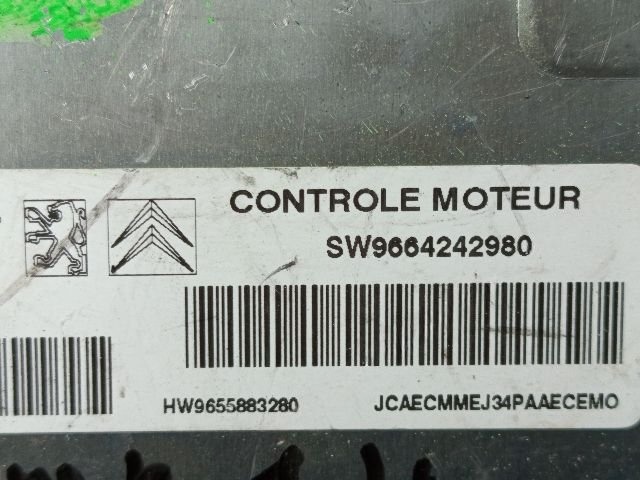 CONTROLE MOTEUR
SW9664242980
HW9655883280
JCAECMMEJ34PAAECEMO